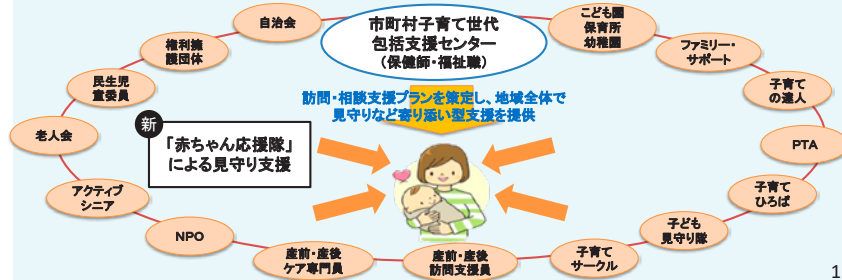 市町村子育て世代
包括支援センター
(保健師・福祉職)
こども園
保育所
幼稚園
ファミリー・
サポート
子育て
の達人
PTA
子育て
ひろば
子ども
見守り隊
子育て
サークル
産前・産後
訪問支援員
産前・産後
ケア専門員
NPO
アクティブ
シニア
老人会
民生児
童委員
権利擁
護団体
自治会
訪問・相談支援プランを策定し、地域全体で
見守りなど寄り添い型支援を提供
新
「赤ちゃん応援隊」
による見守り支援
1